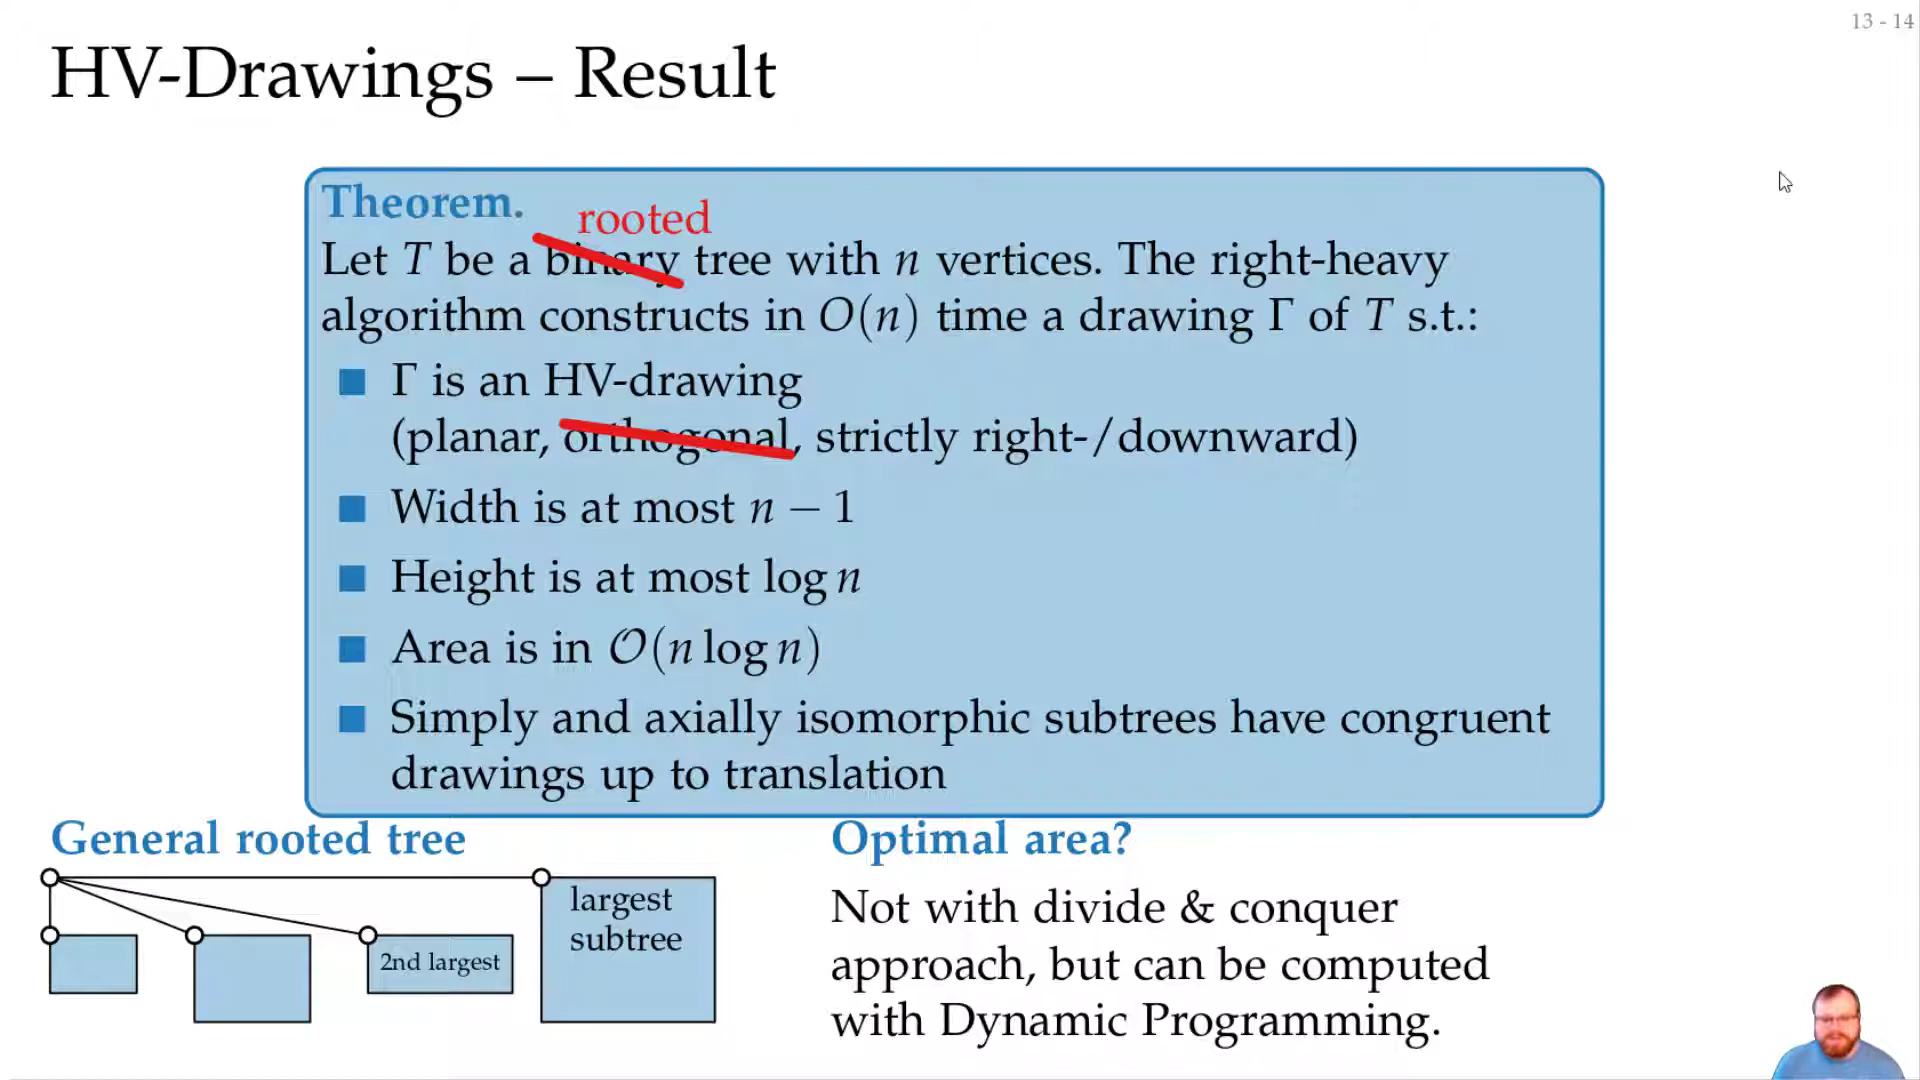 13 - 14
HV-Drawings – Result
Theorem.
rooted
Let T be a binary tree with n vertices. The right-heavy
algorithm constructs in O(n) time a drawing Γ of T s.t.:
Γ is an HV-drawing
(planar, orthogonal, strictly right-/downward)
Width is at most n − 1
Height is at most log n
Area is in 𝒪(n log n)
Simply and axially isomorphic subtrees have congruent
drawings up to translation
General rooted tree
largest
subtree
2nd largest
Optimal area?
Not with divide & conquer
approach, but can be computed
with Dynamic Programming.